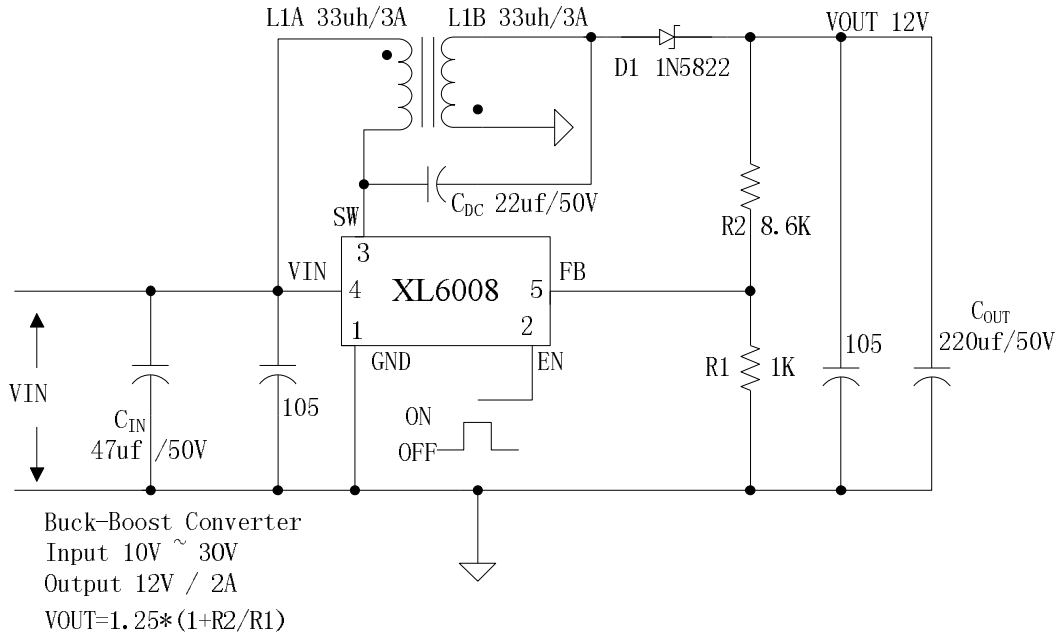 L1A 33uh/3A
L1B 33uh/3A
VOUT 12V
D1 1N5822
CDC 22uf/50V
SW
R2 8.6K
3
VIN
FB
4
XL6008
5
1
2
COUT
220uf/50V
GND
EN
R1
1K
105
VIN
105
CIN
47uf /50V
ON
OFF
Buck-Boost Converter
Input 10V ~ 30V
Output 12V / 2A
VOUT=1.25*(1+R2/R1)